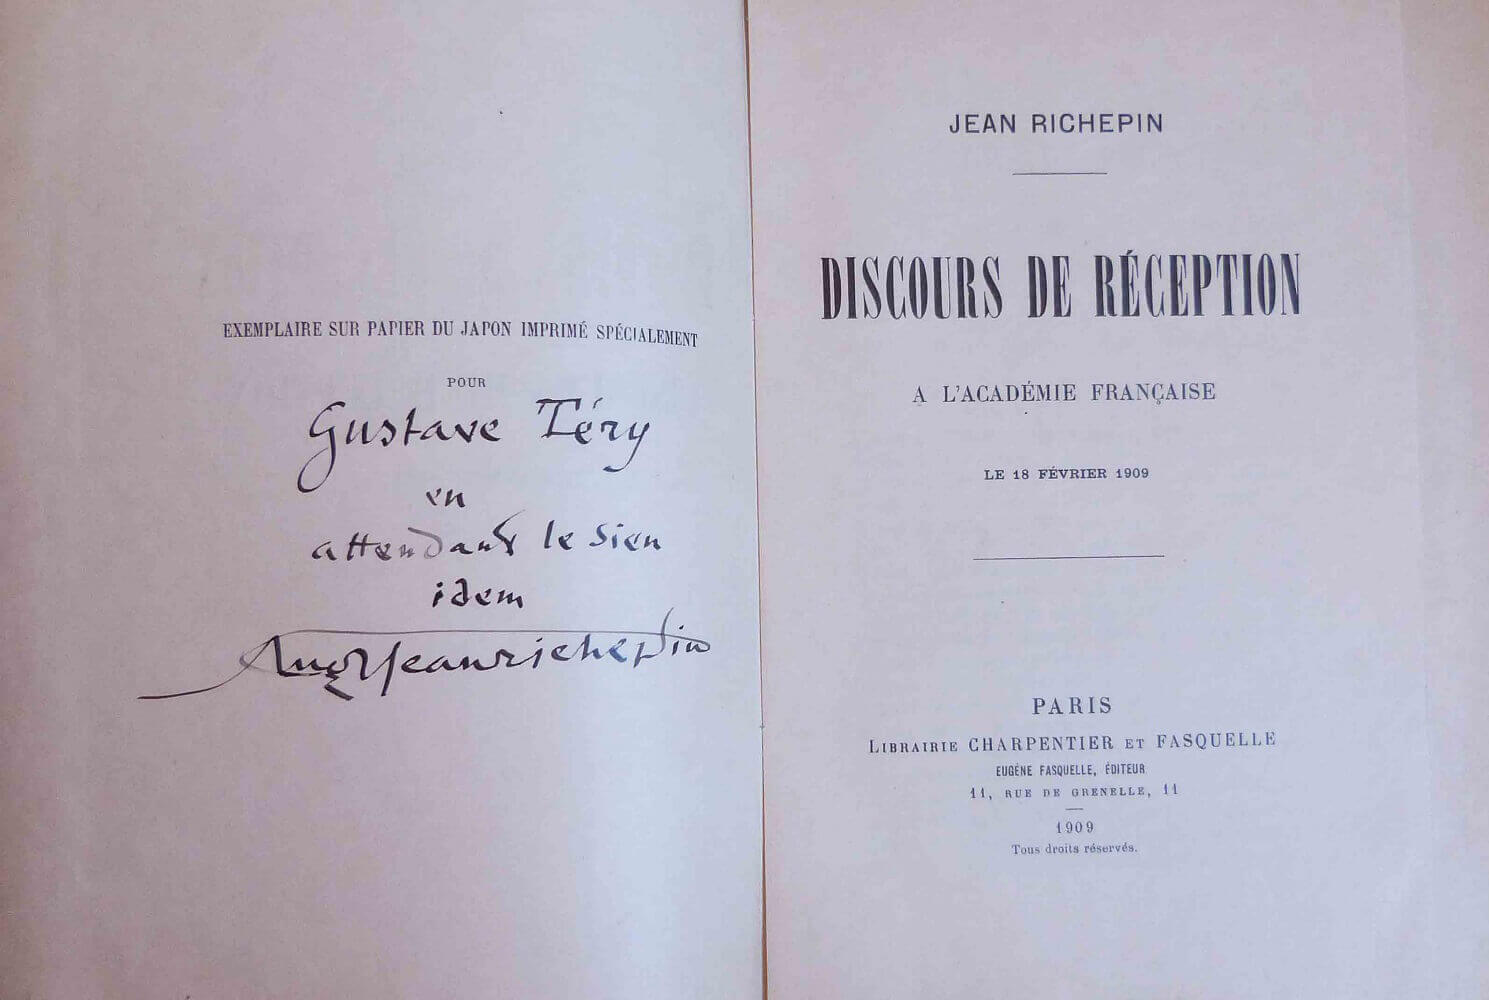 EXEMPLAIRE SUR PAPIER DU JAPON IMPRIMÉ SPÉCIALEMENT
POUR
Gustave Téry
en
attendant le sien
idem
Jeanrichepin
JEAN RICHEPIN
DISCOURS DE RÉCEPTION
A L'ACADÉMIE FRANÇAISE
LE 18 FÉVRIER 1909
PARIS
LIBRAIRIE CHARPENTIER ET FASQUELLE
EUGÈNE FASQUELLE, ÉDITEUR
11, RUE DE GRENELLE, 11
1909
Tous droits réservés.